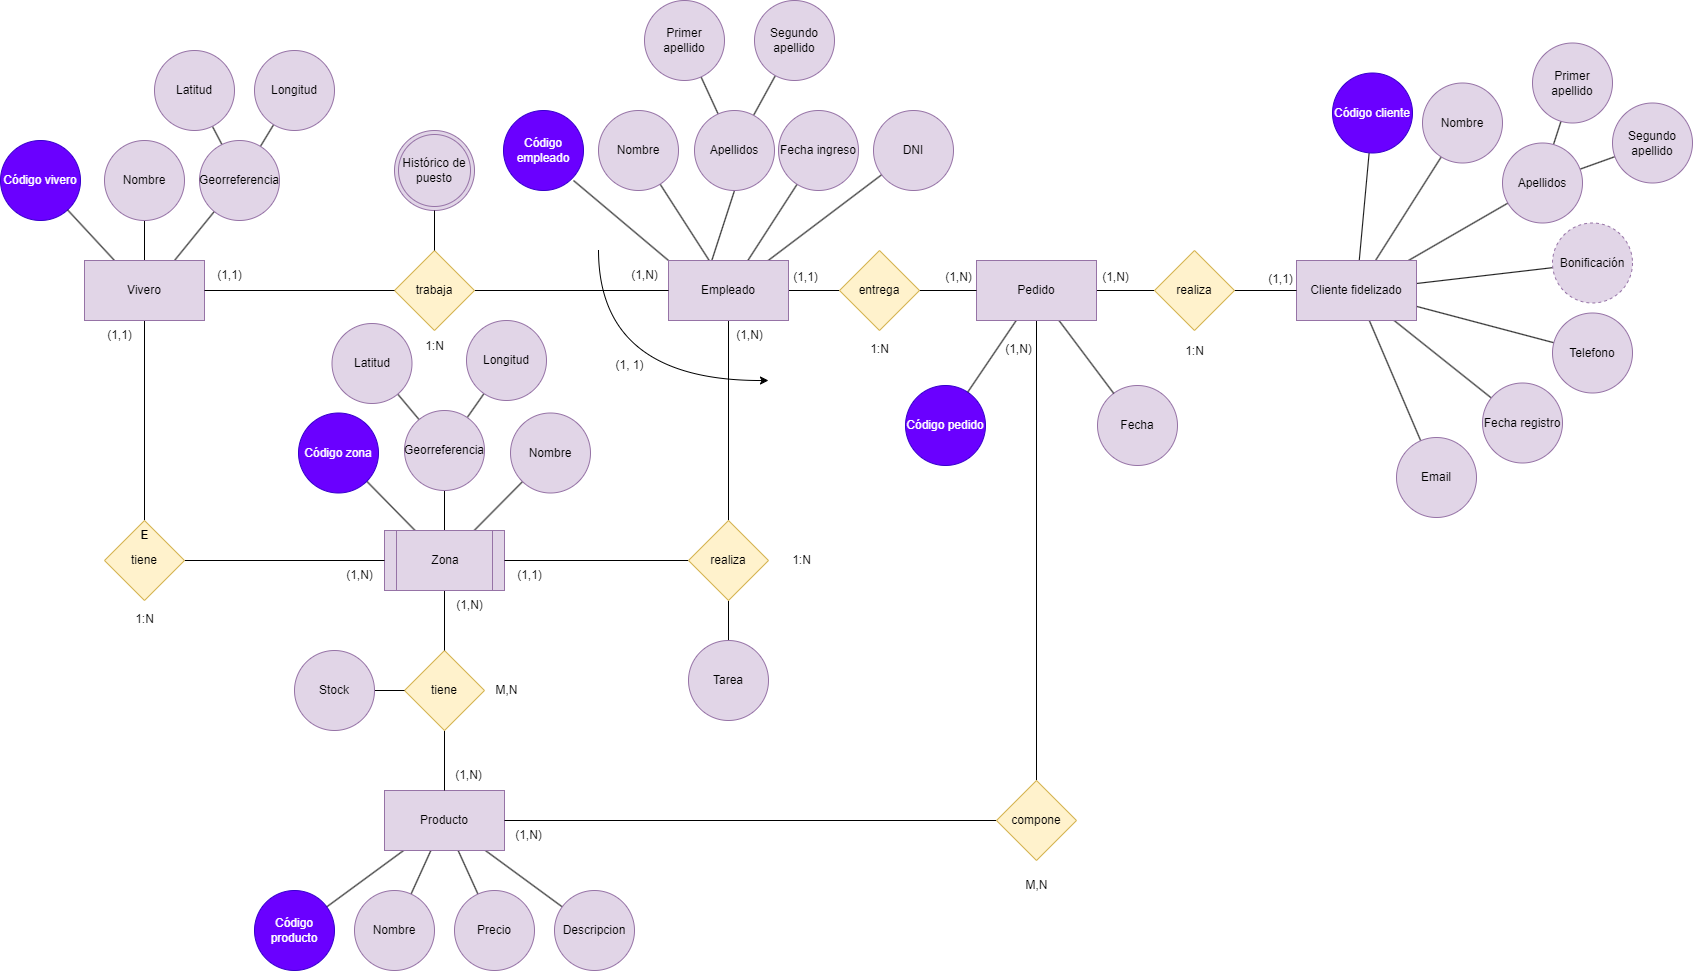 Primer
apellido
Segundo
apellido
Latitud
Longitud
Código vivero
Nombre
Georreferencia
Histórico de
puesto
Código
empleado
Nombre
Apellidos
Fecha ingreso
DNI
Código cliente
Nombre
Primer
apellido
Segundo
apellido
Apellidos
Bonificación
Vivero
(1,1)
trabaja
(1,N)
Empleado
(1,1)
entrega
(1,N)
Pedido
(1,N)
realiza
(1,1)
Cliente fidelizado
(1,1)
1:N
(1,N)
1:N
(1,N)
1:N
Telefono
Latitud
Longitud
(1, 1)
Código zona
Georreferencia
Nombre
Código pedido
Fecha
Fecha registro
Email
E
tiene
(1,N)
Zona
(1,1)
realiza
1:N
1:N
(1,N)
Stock
tiene
M,N
Tarea
(1,N)
Producto
(1,N)
compone
M,N
Código
producto
Nombre
Precio
Descripcion